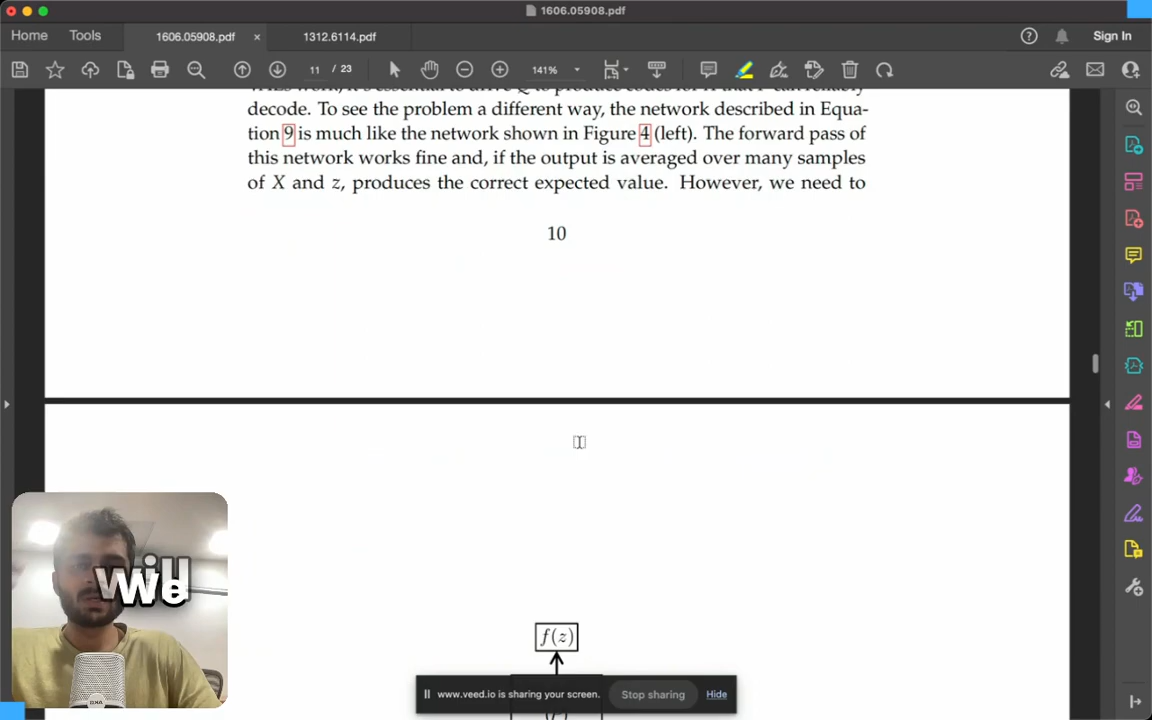 1606.05908.pdf
Home
Tools
1606.05908.pdf
×
1312.6114.pdf
Sign In
11 / 23
141%
decode. To see the problem a different way, the network described in Equa-
tion 9 is much like the network shown in Figure 4 (left). The forward pass of
this network works fine and, if the output is averaged over many samples
of X and z, produces the correct expected value. However, we need to
10
f(z)
will
we
www.veed.io is sharing your screen.
Stop sharing
Hide